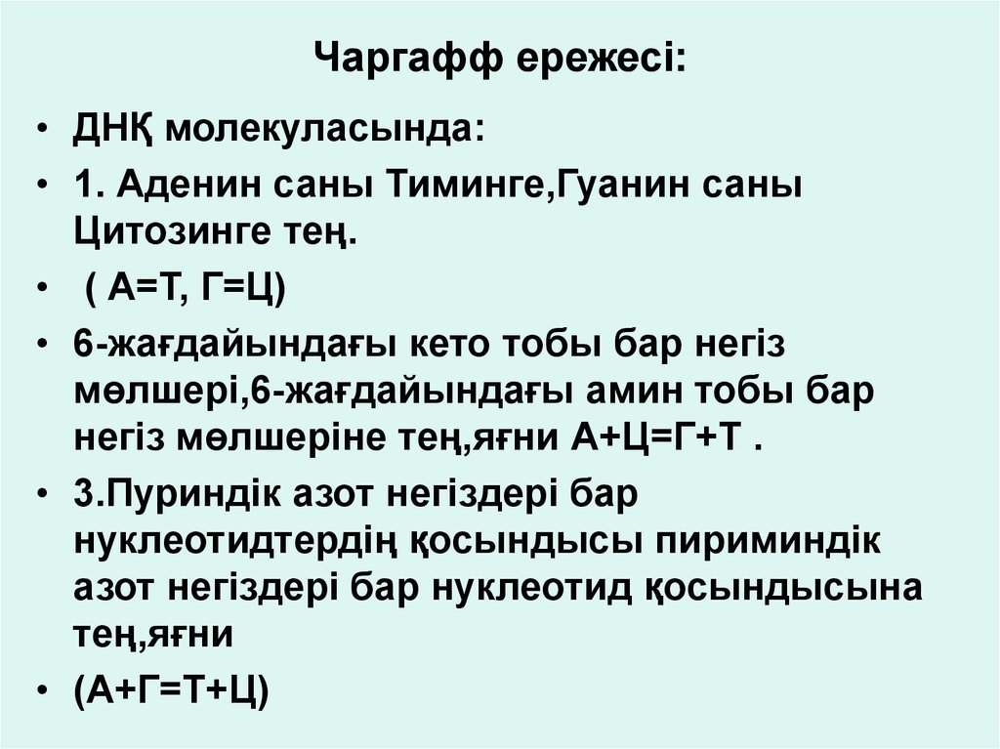 Чаргафф ережесі:
• ДНҚ молекуласында:
• 1. Аденин саны Тиминге,Гуанин саны
Цитозинге тең.
• ( А=Т, Г=Ц)
• 6-жағдайындағы кето тобы бар негіз
мөлшері,6-жағдайындағы амин тобы бар
негіз мөлшеріне тең,яғни А+Ц=Г+Т .
• 3.Пуриндік азот негіздері бар
нуклеотидтердің қосындысы пириминдік
азот негіздері бар нуклеотид қосындысына
тең,яғни
• (А+Г=Т+Ц)